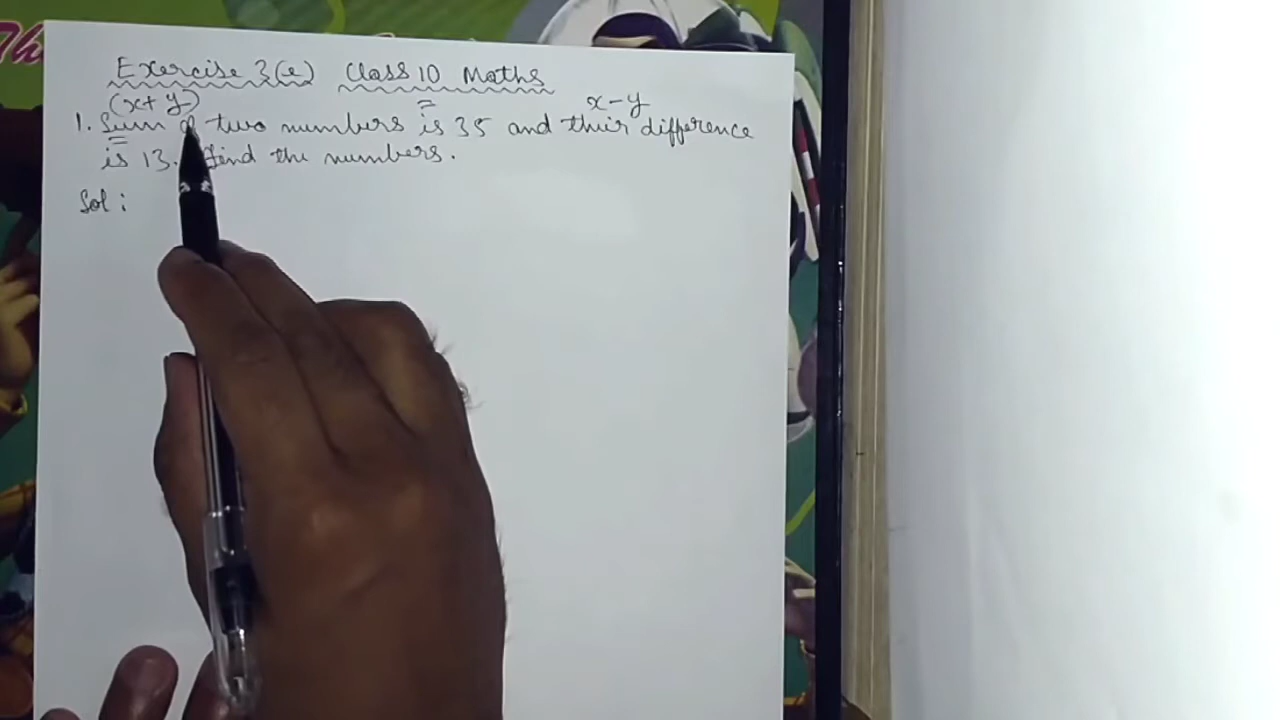 Th
Exercise 3(e) Class 10 Maths
(x+y) = x-y
1. Sum of two numbers is 35 and their difference
is 13. find the numbers.
Sol: